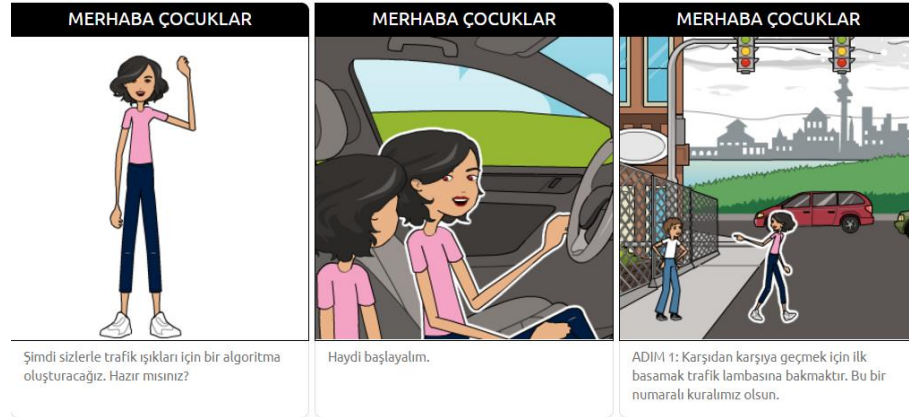 MERHABA ÇOCUKLAR
Şimdi sizlerle trafik ışıkları için bir algoritma
oluşturacağız. Hazır mısınız?
MERHABA ÇOCUKLAR
Haydi başlayalım.
MERHABA ÇOCUKLAR
ADIM 1: Karşıdan karşıya geçmek için ilk
basamak trafik lambasına bakmaktır. Bu bir
numaralı kuralımız olsun.